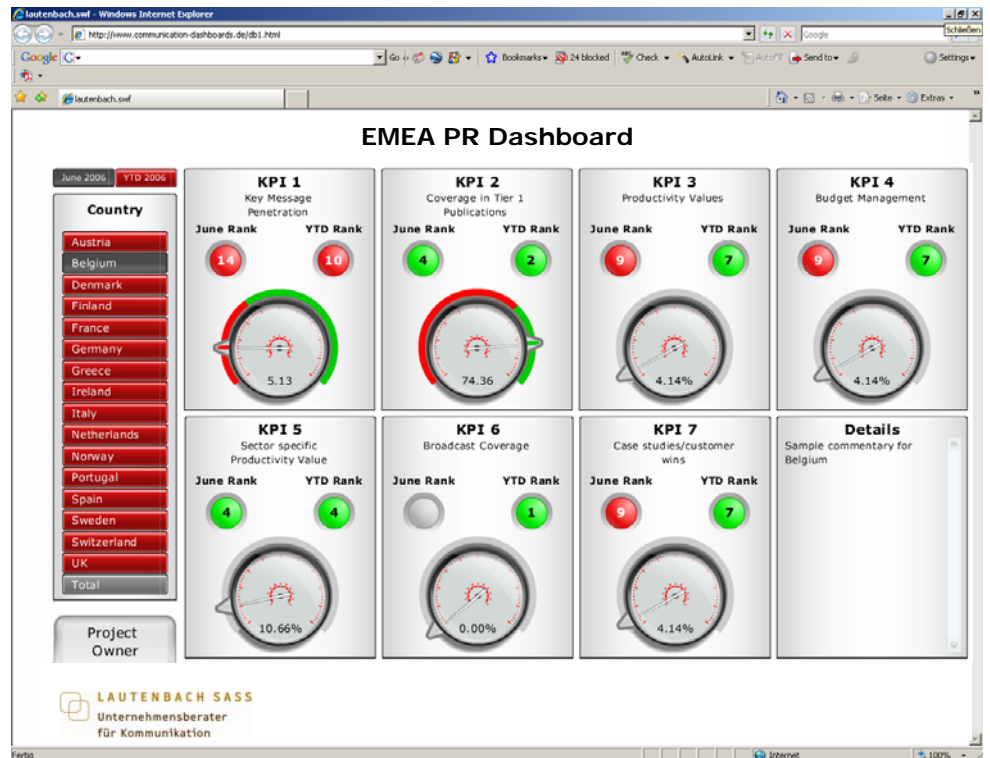 lautenbach.swf - Windows Internet Explorer
http://www.communication-dashboards.de/db1.html
Google
Schließen
Google G
Go
Bookmarks
24 blocked
Check
AutoLink
AutoFill
Send to
Settings
lautenbach.swf
Seite
Extras
EMEA PR Dashboard
June 2006
YTD 2006
Country
Austria
Belgium
Denmark
Finland
France
Germany
Greece
Ireland
Italy
Netherlands
Norway
Portugal
Spain
Sweden
Switzerland
UK
Total
Project
Owner
KPI 1
Key Message
Penetration
June Rank YTD Rank
14 10
5.13
KPI 2
Coverage in Tier 1
Publications
June Rank YTD Rank
4 2
74.36
KPI 3
Productivity Values
June Rank YTD Rank
9 7
4.14%
KPI 4
Budget Management
June Rank YTD Rank
9 7
4.14%
KPI 5
Sector specific
Productivity Value
June Rank YTD Rank
4 4
10.66%
KPI 6
Broadcast Coverage
June Rank YTD Rank
1
0.00%
KPI 7
Case studies/customer
wins
June Rank YTD Rank
9 7
4.14%
Details
Sample commentary for
Belgium
LAUTENBACH SASS
Unternehmensberater
für Kommunikation
Fertig
Internet
100%